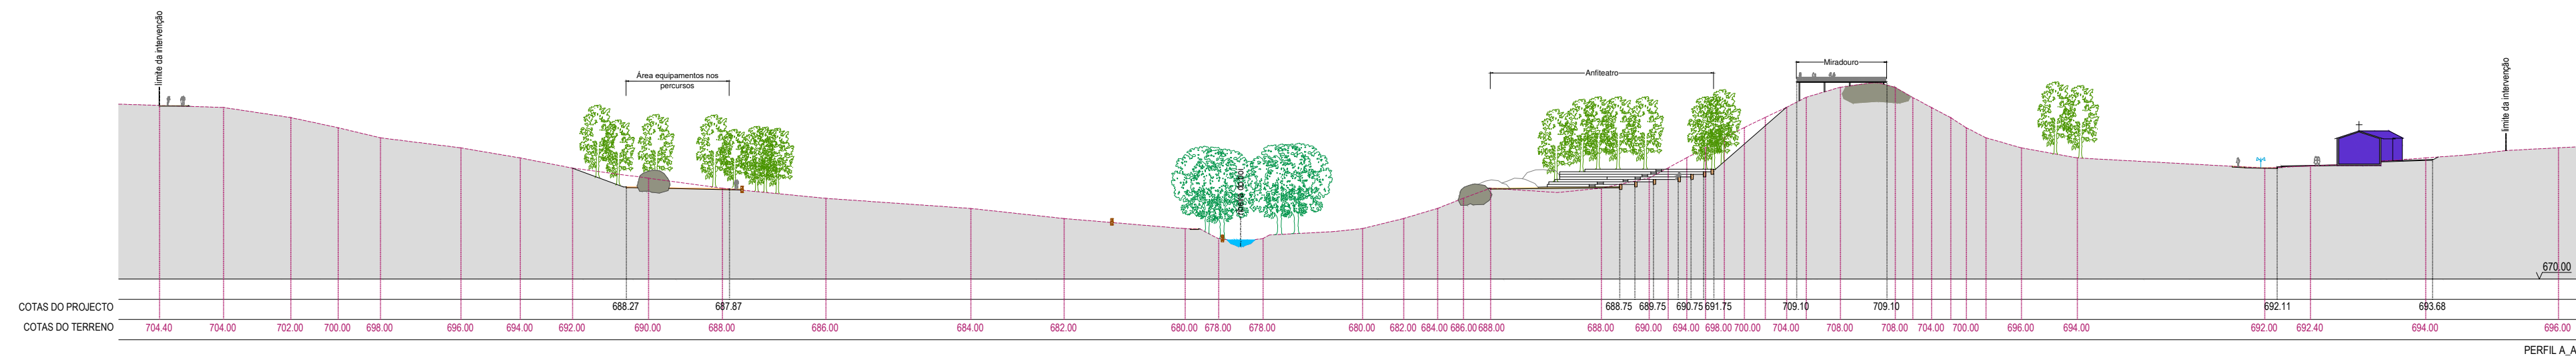 limite da intervenção
Área equipamentos nos
percursos
Anfiteatro
Miradouro
limite da intervenção
670.00
COTAS DO PROJECTO 688.27 687.87 688.75 689.75 690.75 691.75 709.10 709.10 692.11 693.68
COTAS DO TERRENO 704.40 704.00 702.00 700.00 698.00 696.00 694.00 692.00 690.00 688.00 686.00 684.00 682.00 680.00 678.00 678.00 680.00 682.00 684.00 686.00 688.00 688.00 690.00 694.00 698.00 700.00 704.00 708.00 708.00 704.00 700.00 696.00 694.00 692.00 692.40 694.00 696.00
PERFIL A_A